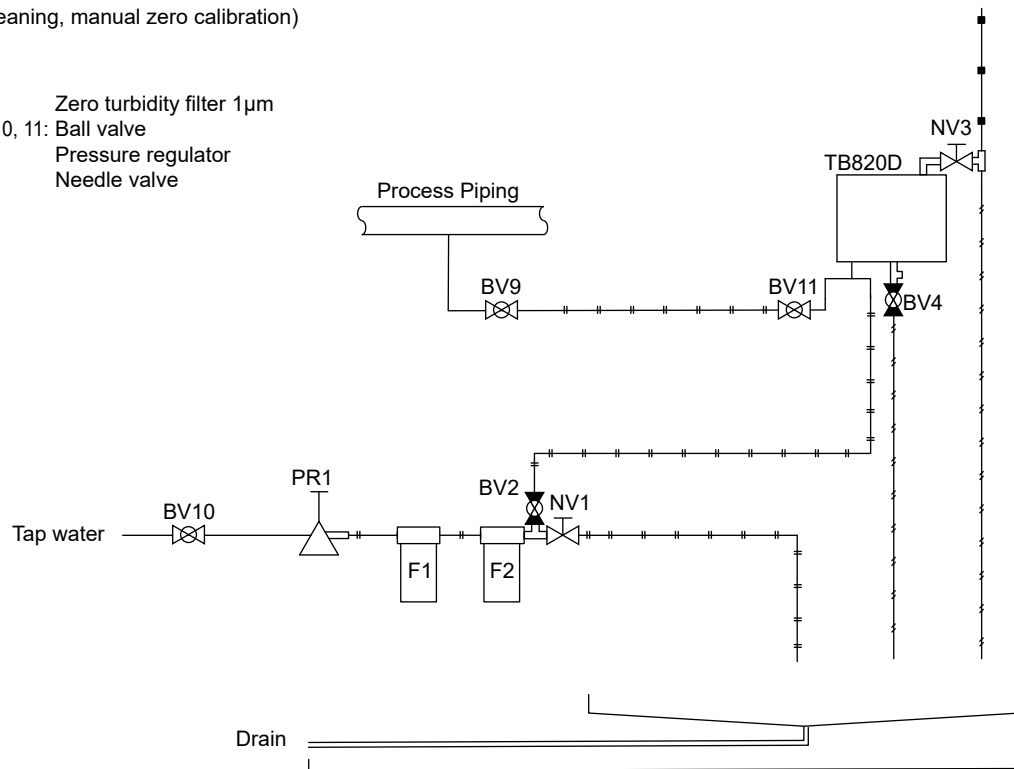 eaning, manual zero calibration)
Zero turbidity filter 1µm
0, 11: Ball valve
Pressure regulator
Needle valve
NV3
TB820D
Process Piping
BV9
BV11
BV4
PR1
BV2
NV1
BV10
Tap water
F1
F2
Drain